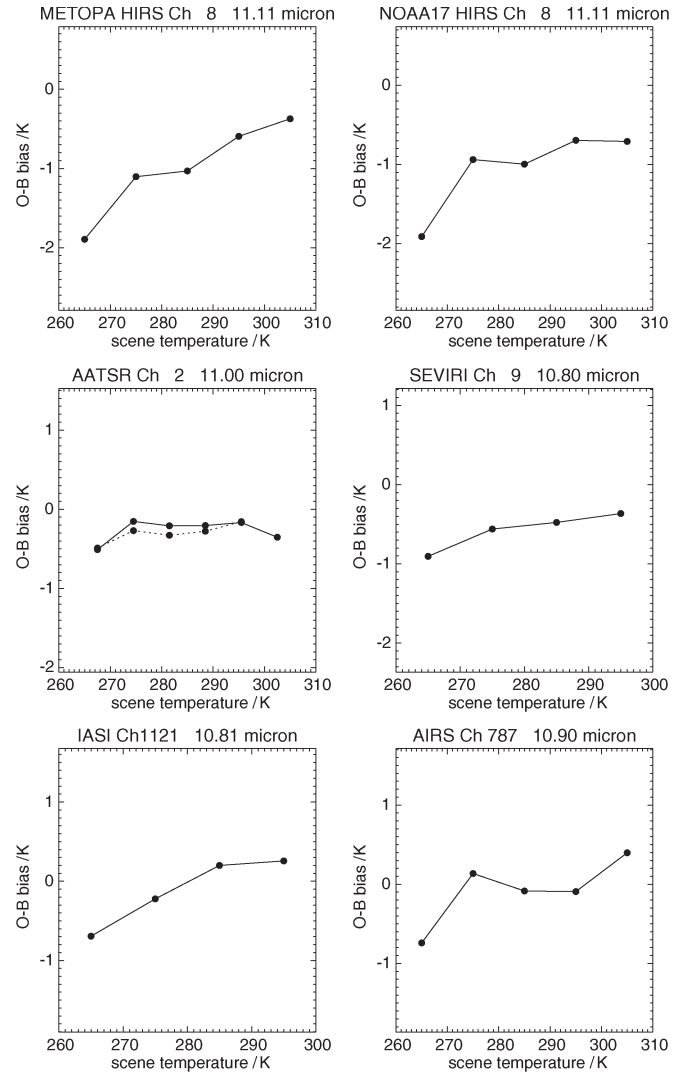 METOPA HIRS Ch 8 11.11 micron
0
-1
-2
O-B bias /K
260 270 280 290 300 310
scene temperature / K
NOAA17 HIRS Ch 8 11.11 micron
0
-1
-2
O-B bias /K
260 270 280 290 300 310
scene temperature / K
AATSR Ch 2 11.00 micron
1
0
-1
-2
O-B bias /K
260 270 280 290 300 310
scene temperature / K
SEVIRI Ch 9 10.80 micron
1
0
-1
-2
O-B bias /K
260 270 280 290 300
scene temperature / K
IASI Ch1121 10.81 micron
1
0
-1
O-B bias /K
260 270 280 290 300
scene temperature / K
AIRS Ch 787 10.90 micron
1
0
-1
O-B bias /K
260 270 280 290 300 310
scene temperature / K